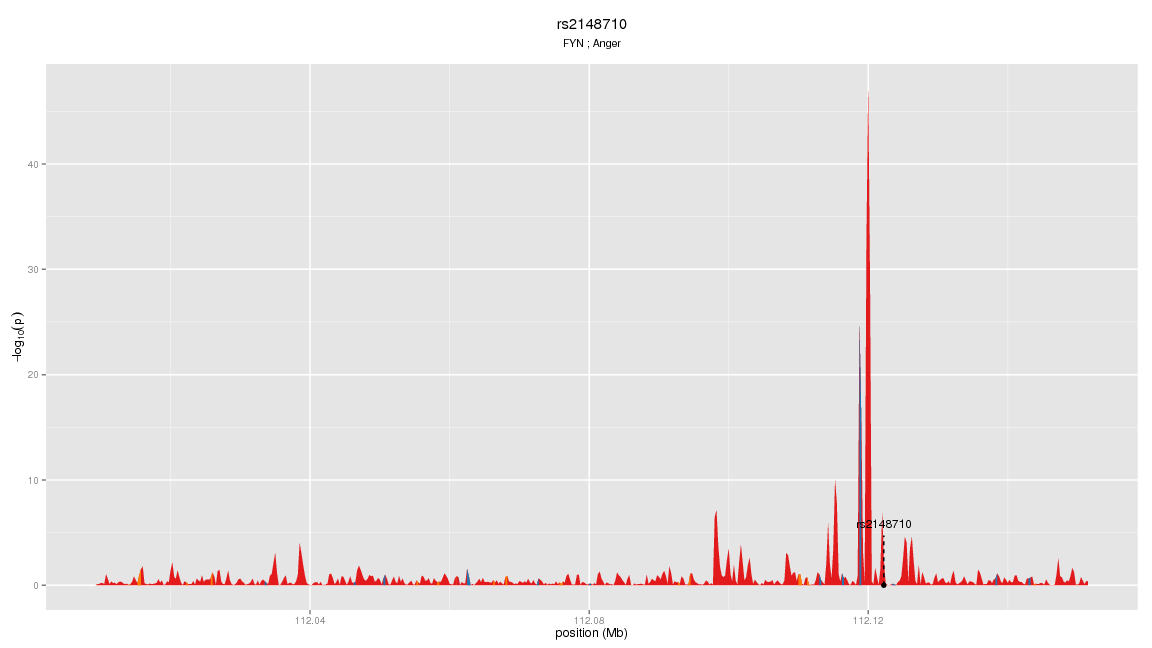 rs2148710
FYN ; Anger
40
30
20
10
0
−log10(p)
rs2148710
112.04
112.08
112.12
position (Mb)